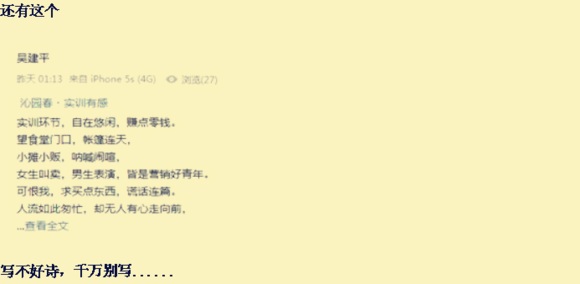 还有这个
吴建平
昨天 01:13 来自 iPhone 5s (4G) 浏览(27)
沁园春·实训有感
实训环节，自在悠闲，赚点零钱。
望食堂门口，帐篷连天，
小摊小贩，呐喊闹喧，
女生叫卖，男生表演，皆是营销好青年。
可恨我，求买点东西，谎话连篇。
人流如此匆忙，却无人有心走向前，
...查看全文
写不好诗，千万别写......